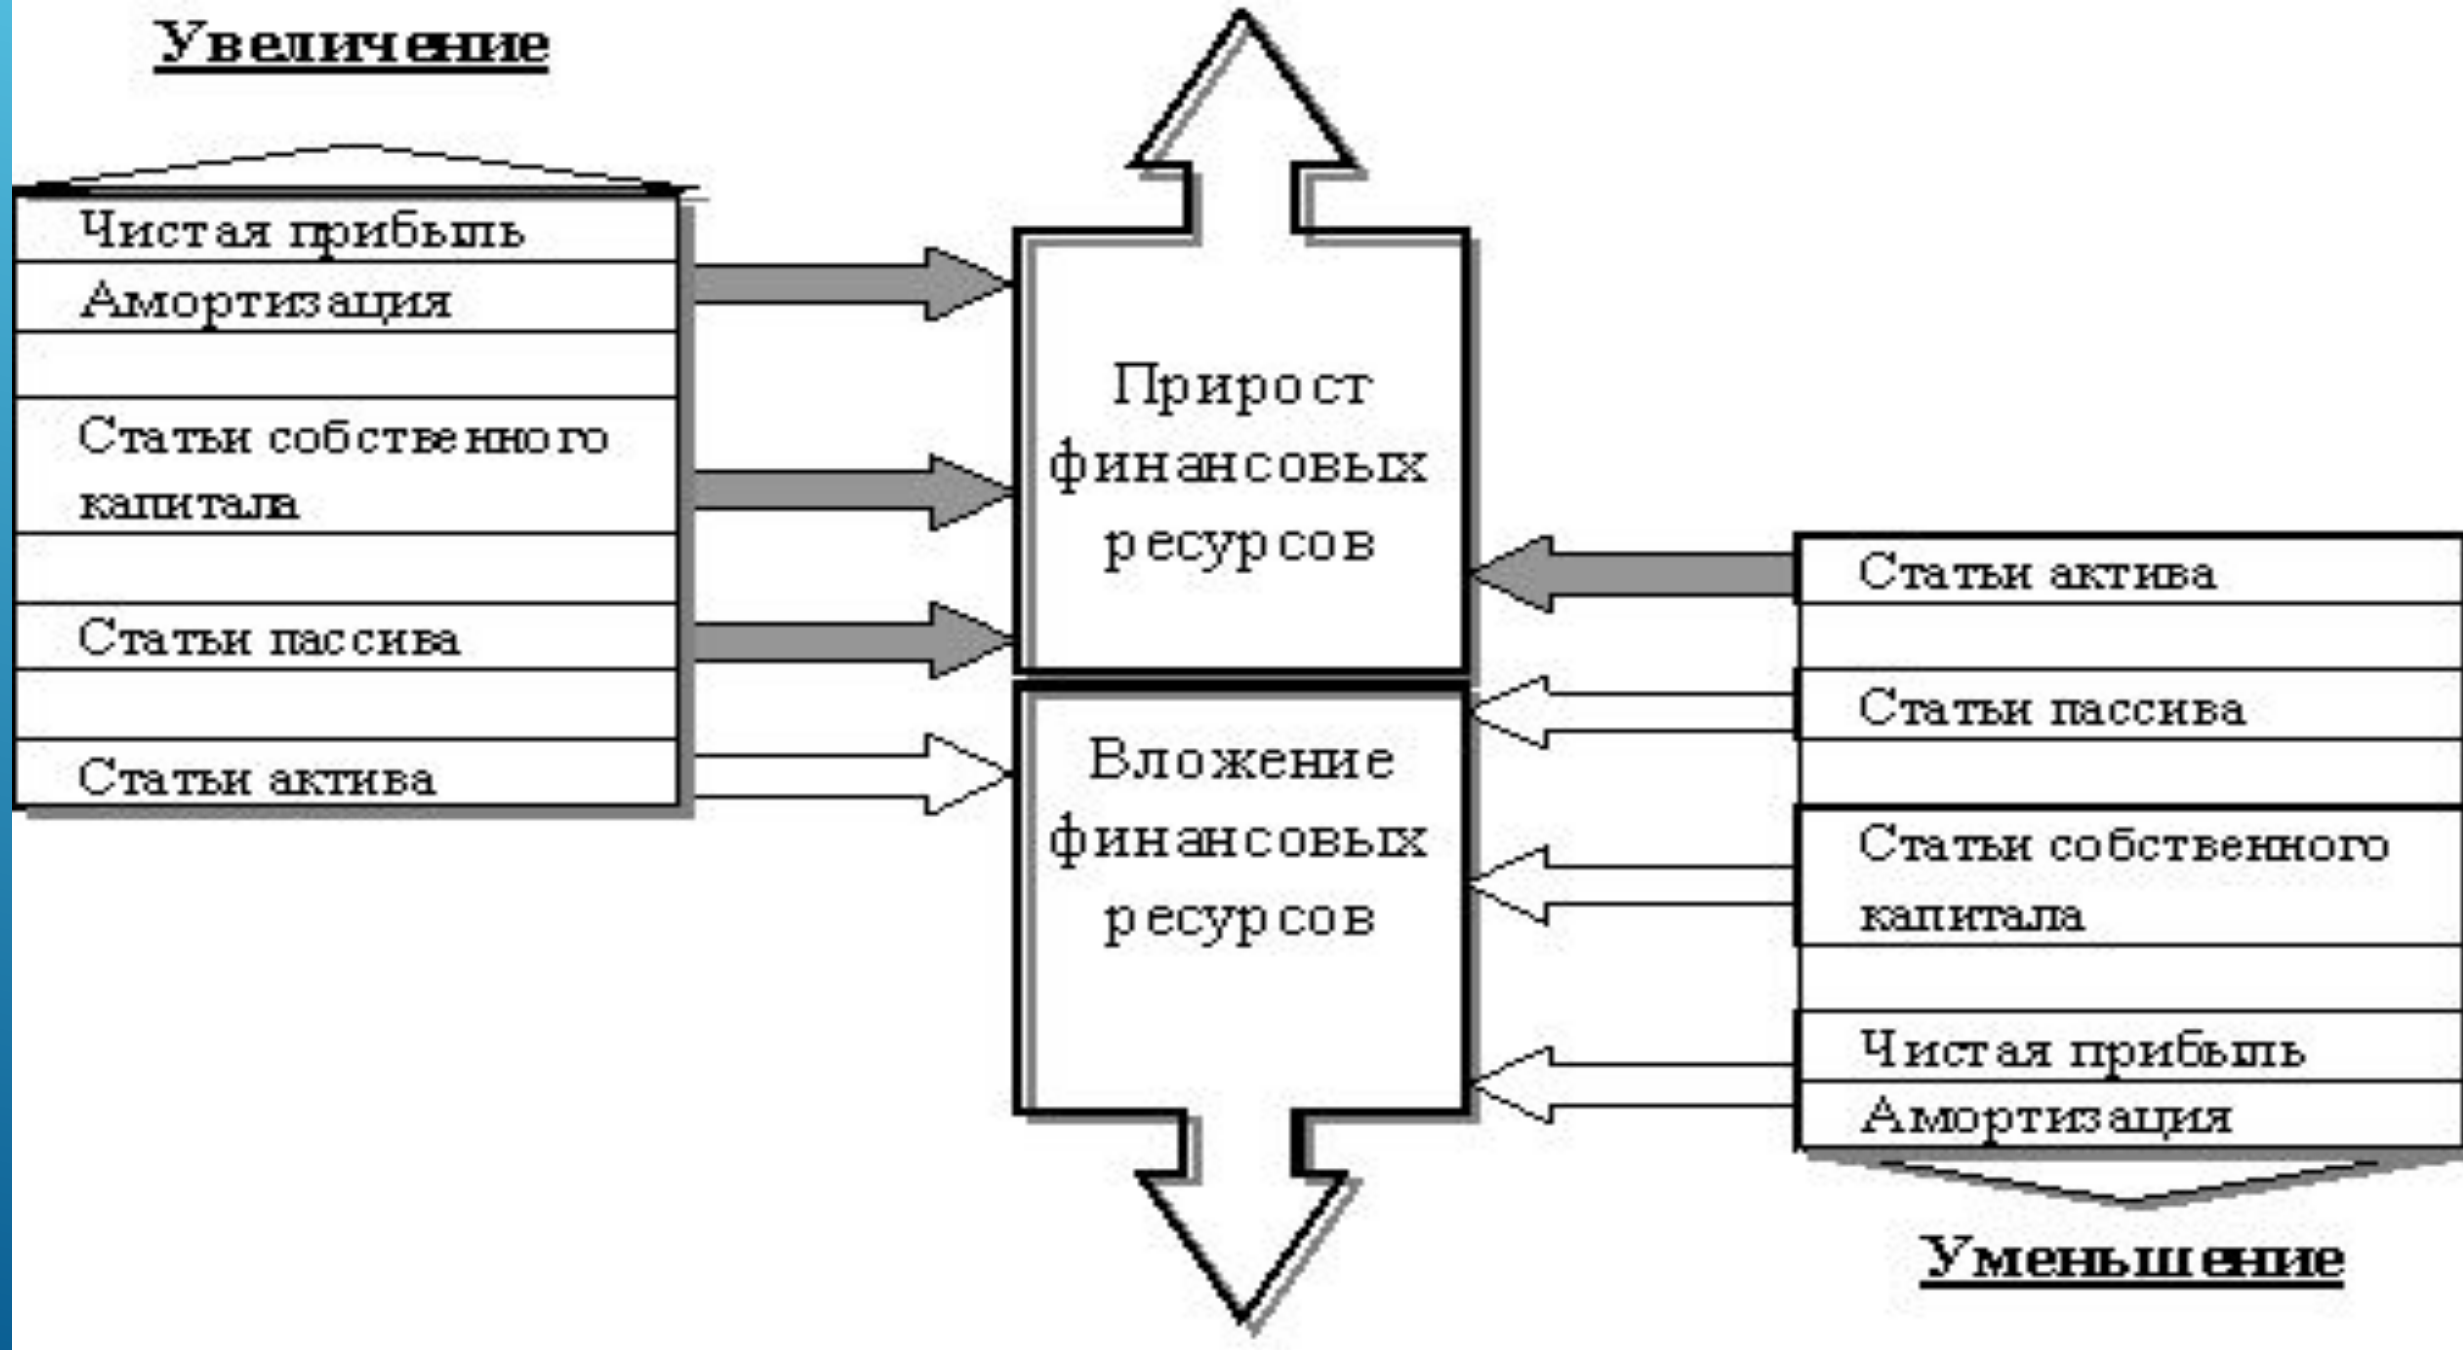 Увеличение
Чистая прибыль
Амортизация
Статьи собственного
капитала
Статьи пассива
Статьи актива
Прирост
финансовых
ресурсов
Вложение
финансовых
ресурсов
Статьи актива
Статьи пассива
Статьи собственного
капитала
Чистая прибыль
Амортизация
Уменьшение